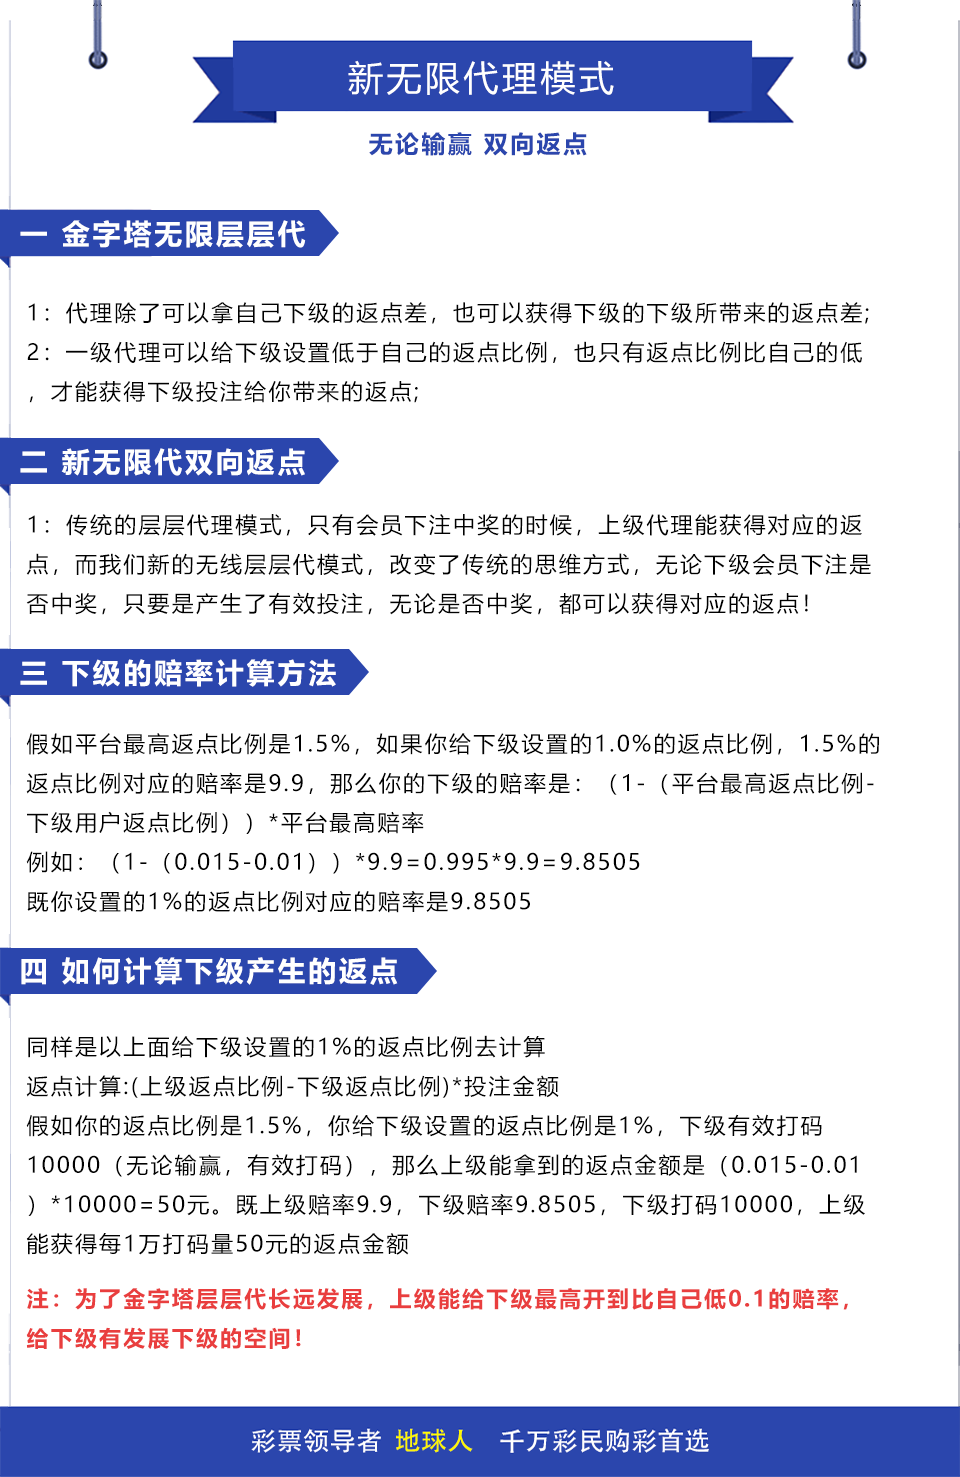 新无限代理模式
无论输赢 双向返点
一 金字塔无限层层代
1：代理除了可以拿自己下级的返点差，也可以获得下级的下级所带来的返点差;
2：一级代理可以给下级设置低于自己的返点比例，也只有返点比例比自己的低
，才能获得下级投注给你带来的返点;
二 新无限代双向返点
1：传统的层层代理模式，只有会员下注中奖的时候，上级代理能获得对应的返
点，而我们新的无线层层代模式，改变了传统的思维方式，无论下级会员下注是
否中奖，只要是产生了有效投注，无论是否中奖，都可以获得对应的返点！
三 下级的赔率计算方法
假如平台最高返点比例是1.5%，如果你给下级设置的1.0%的返点比例，1.5%的
返点比例对应的赔率是9.9，那么你的下级的赔率是：（1-（平台最高返点比例-
下级用户返点比例））*平台最高赔率
例如：（1-（0.015-0.01））*9.9=0.995*9.9=9.8505
既你设置的1%的返点比例对应的赔率是9.8505
四 如何计算下级产生的返点
同样是以上面给下级设置的1%的返点比例去计算
返点计算:(上级返点比例-下级返点比例)*投注金额
假如你的返点比例是1.5%，你给下级设置的返点比例是1%，下级有效打码
10000（无论输赢，有效打码），那么上级能拿到的返点金额是（0.015-0.01
）*10000=50元。既上级赔率9.9，下级赔率9.8505，下级打码10000，上级
能获得每1万打码量50元的返点金额
注：为了金字塔层层代长远发展，上级能给下级最高开到比自己低0.1的赔率，
给下级有发展下级的空间！
彩票领导者 地球人 千万彩民购彩首选